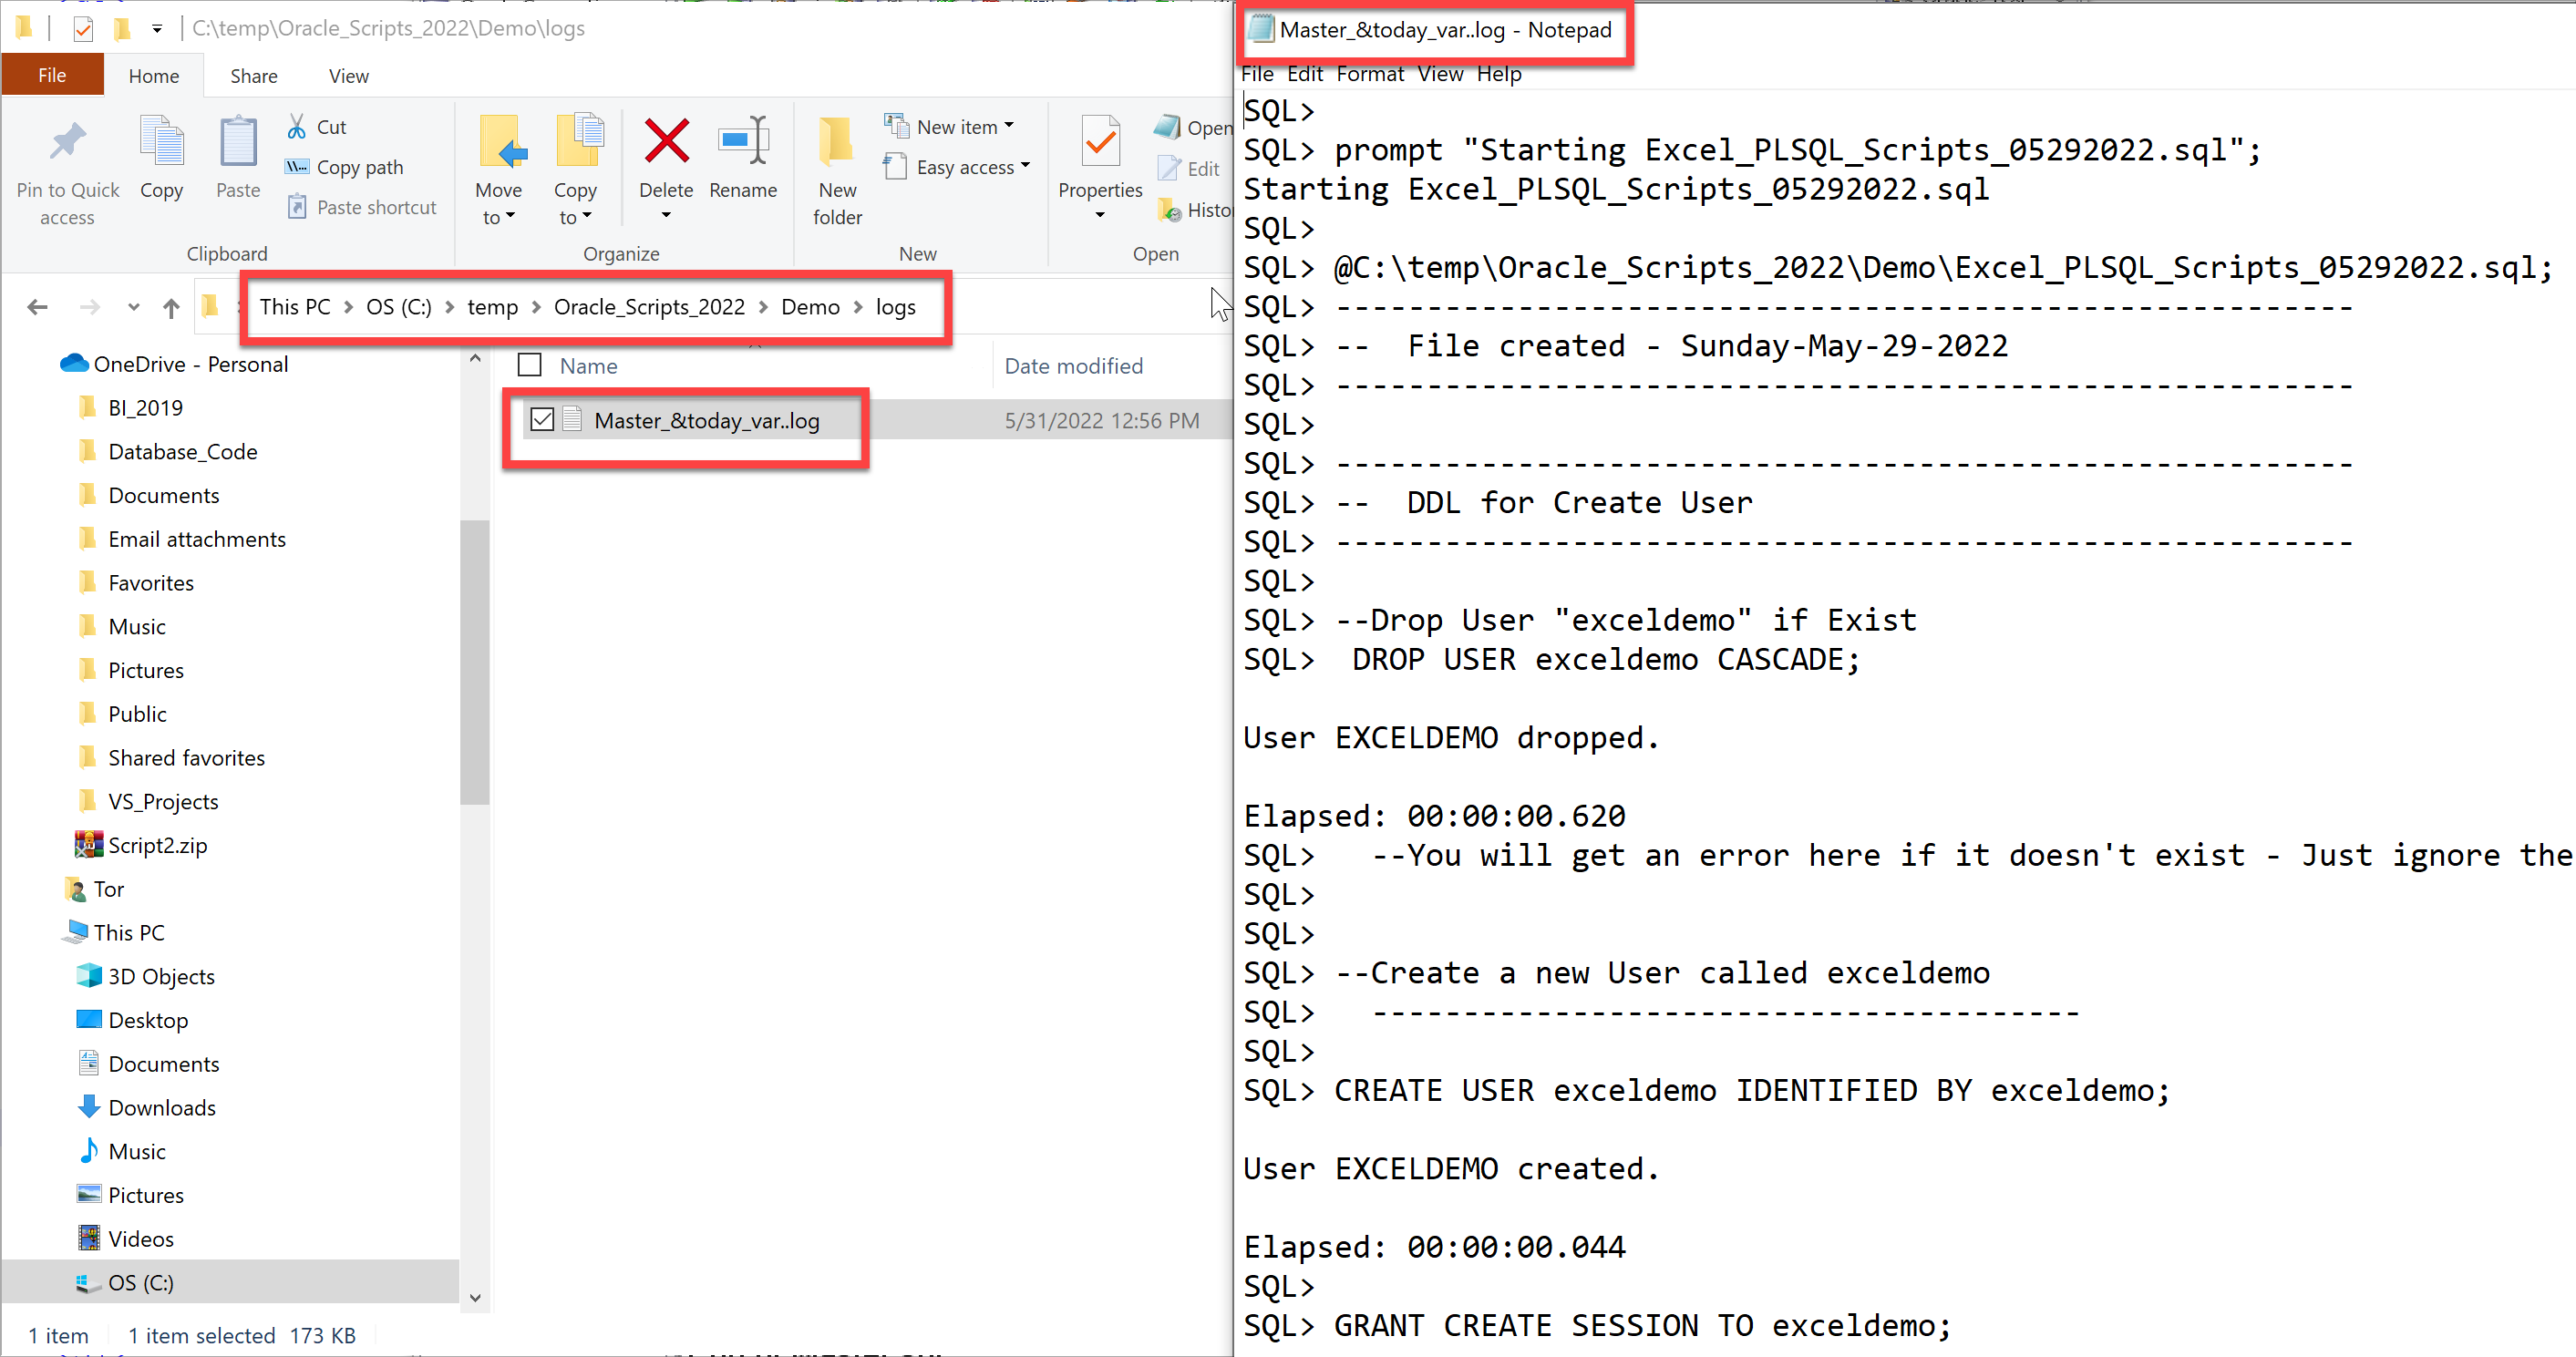 C:\temp\Oracle_Scripts_2022\Demo\logs
File Home Share View
Pin to Quick access
Copy
Paste
Cut
Copy path
Paste shortcut
Move to
Copy to
Delete
Rename
New folder
New item
Easy access
Properties
Open
Edit
Clipboard
Organize
New
Open
This PC > OS (C:) > temp > Oracle_Scripts_2022 > Demo > logs
OneDrive - Personal
BI_2019
Database_Code
Documents
Email attachments
Favorites
Music
Pictures
Public
Shared favorites
VS_Projects
Script2.zip
Tor
This PC
3D Objects
Desktop
Documents
Downloads
Music
Pictures
Videos
OS (C:)
Name Date modified
Master_&today_var..log 5/31/2022 12:56 PM
1 item 1 item selected 173 KB
Master_&today_var..log - Notepad
File Edit Format View Help
SQL>
SQL> prompt "Starting Excel_PLSQL_Scripts_05292022.sql";
Starting Excel_PLSQL_Scripts_05292022.sql
SQL>
SQL> @C:\temp\Oracle_Scripts_2022\Demo\Excel_PLSQL_Scripts_05292022.sql;
SQL> --------------------------------------------------------
SQL> --  File created - Sunday-May-29-2022
SQL> --------------------------------------------------------
SQL>
SQL> --------------------------------------------------------
SQL> --  DDL for Create User
SQL> --------------------------------------------------------
SQL>
SQL> --Drop User "exceldemo" if Exist
SQL>  DROP USER exceldemo CASCADE;
User EXCELDEMO dropped.
Elapsed: 00:00:00.620
SQL>   --You will get an error here if it doesn't exist - Just ignore the
SQL>
SQL>
SQL> --Create a new User called exceldemo
SQL>   ---------------------------------------
SQL>
SQL> CREATE USER exceldemo IDENTIFIED BY exceldemo;
User EXCELDEMO created.
Elapsed: 00:00:00.044
SQL>
SQL> GRANT CREATE SESSION TO exceldemo;